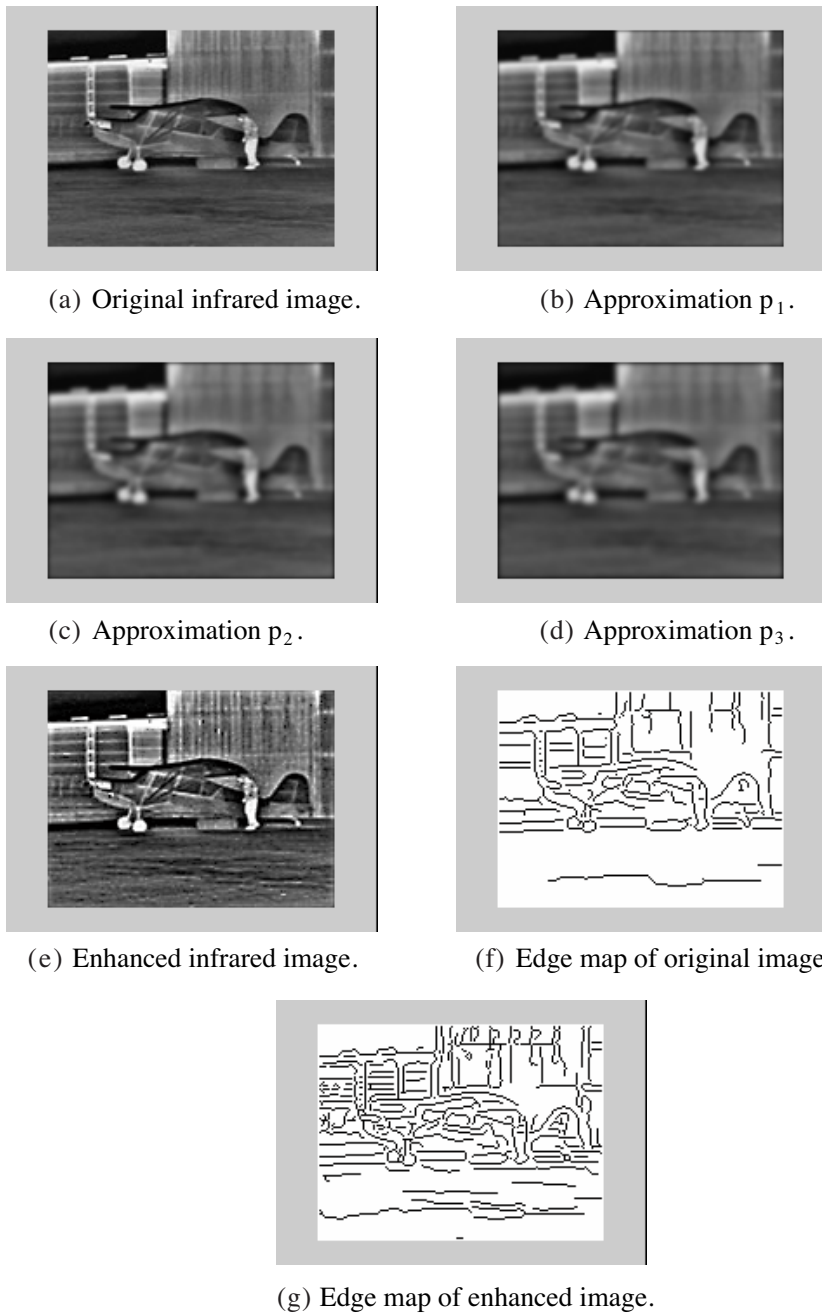 (a) Original infrared image.
(b) Approximation p₁.
(c) Approximation p₂.
(d) Approximation p₃.
(e) Enhanced infrared image.
(f) Edge map of original image
(g) Edge map of enhanced image.